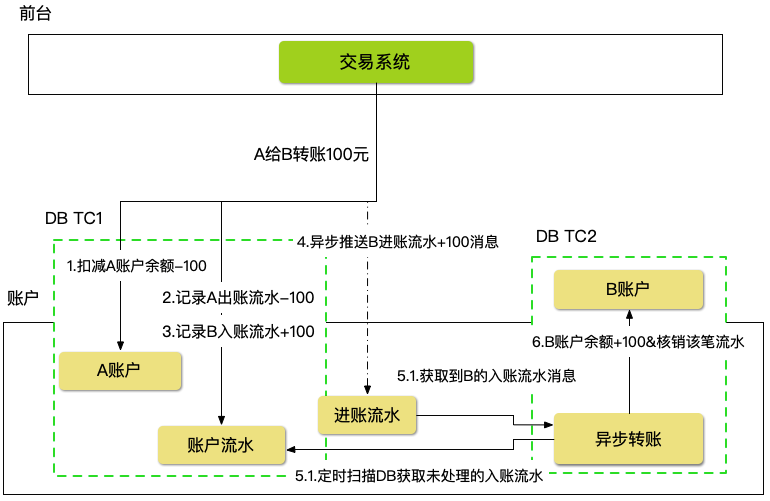 前台
交易系统
A给B转账100元
DB TC1
4.异步推送B进账流水+100消息
DB TC2
1.扣减A账户余额-100
账户
2.记录A出账流水-100
B账户
3.记录B入账流水+100
6.B账户余额+100&核销该笔流水
A账户
5.1.获取到B的入账流水消息
进账流水
账户流水
异步转账
5.1.定时扫描DB获取未处理的入账流水